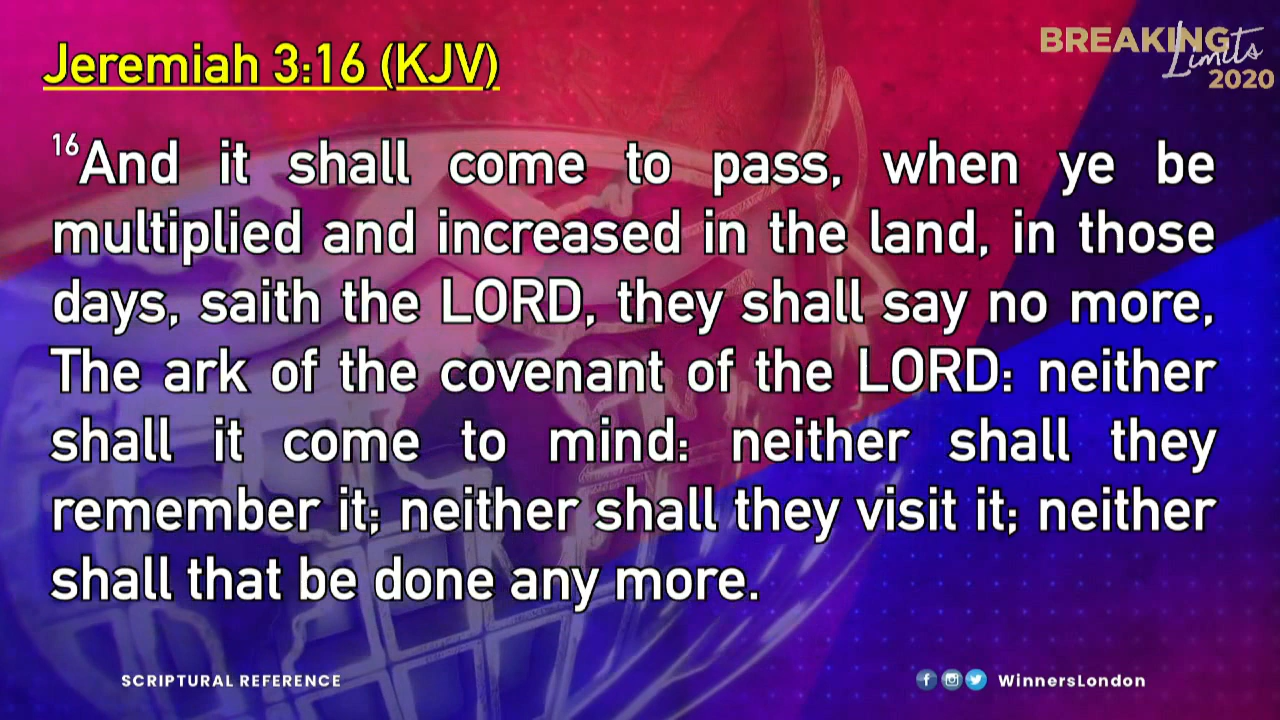 Jeremiah 3:16 (KJV)
BREAKING
Limits
2020
16And it shall come to pass, when ye be
multiplied and increased in the land, in those
days, saith the LORD, they shall say no more,
The ark of the covenant of the LORD: neither
shall it come to mind: neither shall they
remember it; neither shall they visit it; neither
shall that be done any more.
SCRIPTURAL REFERENCE
WinnersLondon